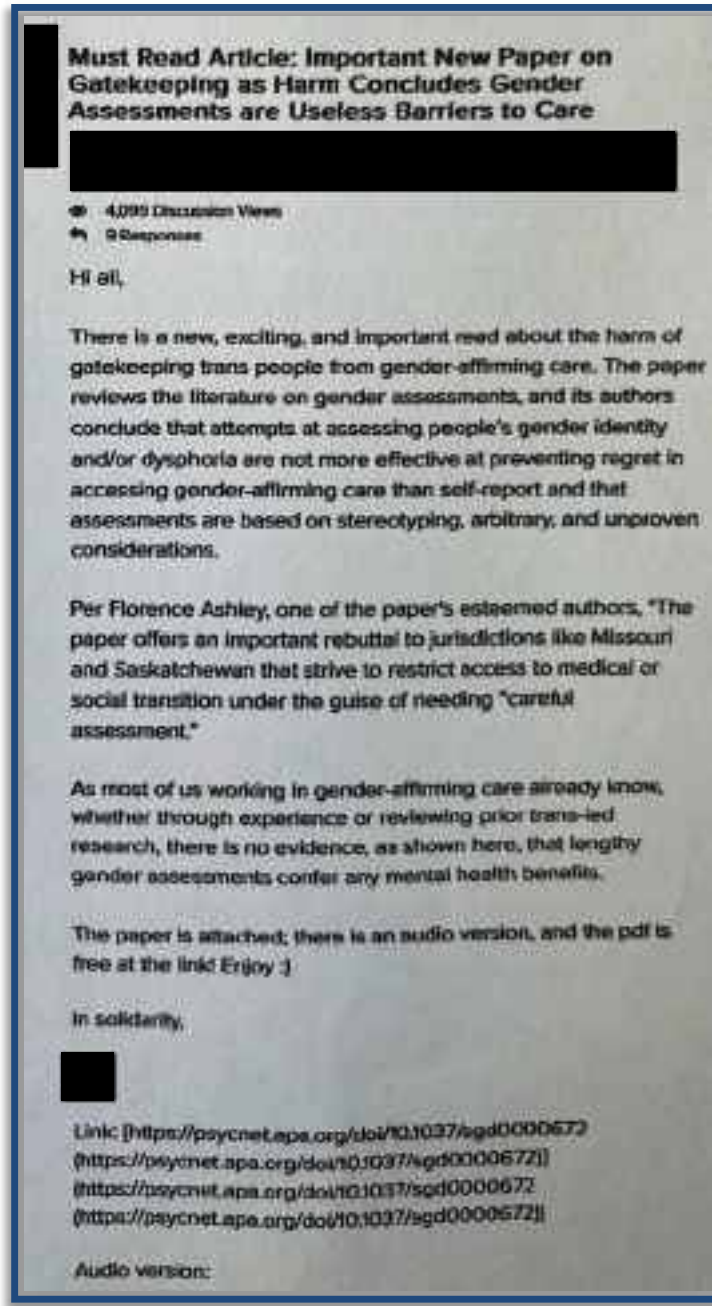 Must Read Article: Important New Paper on
Gatekeeping as Harm Concludes Gender
Assessments are Useless Barriers to Care
4,099 Discussion Views
9 Responses
Hi all,
There is a new, exciting, and important read about the harm of
gatekeeping trans people from gender-affirming care. The paper
reviews the literature on gender assessments, and its authors
conclude that attempts at assessing people's gender identity
and/or dysphoria are not more effective at preventing regret in
accessing gender-affirming care than self-report and that
assessments are based on stereotyping, arbitrary, and unproven
considerations.
Per Florence Ashley, one of the paper's esteemed authors, "The
paper offers an important rebuttal to jurisdictions like Missouri
and Saskatchewan that strive to restrict access to medical or
social transition under the guise of needing "careful
assessment."
As most of us working in gender-affirming care already know,
whether through experience or reviewing prior trans-led
research, there is no evidence, as shown here, that lengthy
gender assessments confer any mental health benefits.
The paper is attached; there is an audio version, and the pdf is
free at the link! Enjoy :)
In solidarity,
Link: [https://psycnet.apa.org/doi/10.1037/sgd0000672
(https://psycnet.apa.org/doi/10.1037/sgd0000672)]
(https://psycnet.apa.org/doi/10.1037/sgd0000672
(https://psycnet.apa.org/doi/10.1037/sgd0000672))
Audio version: